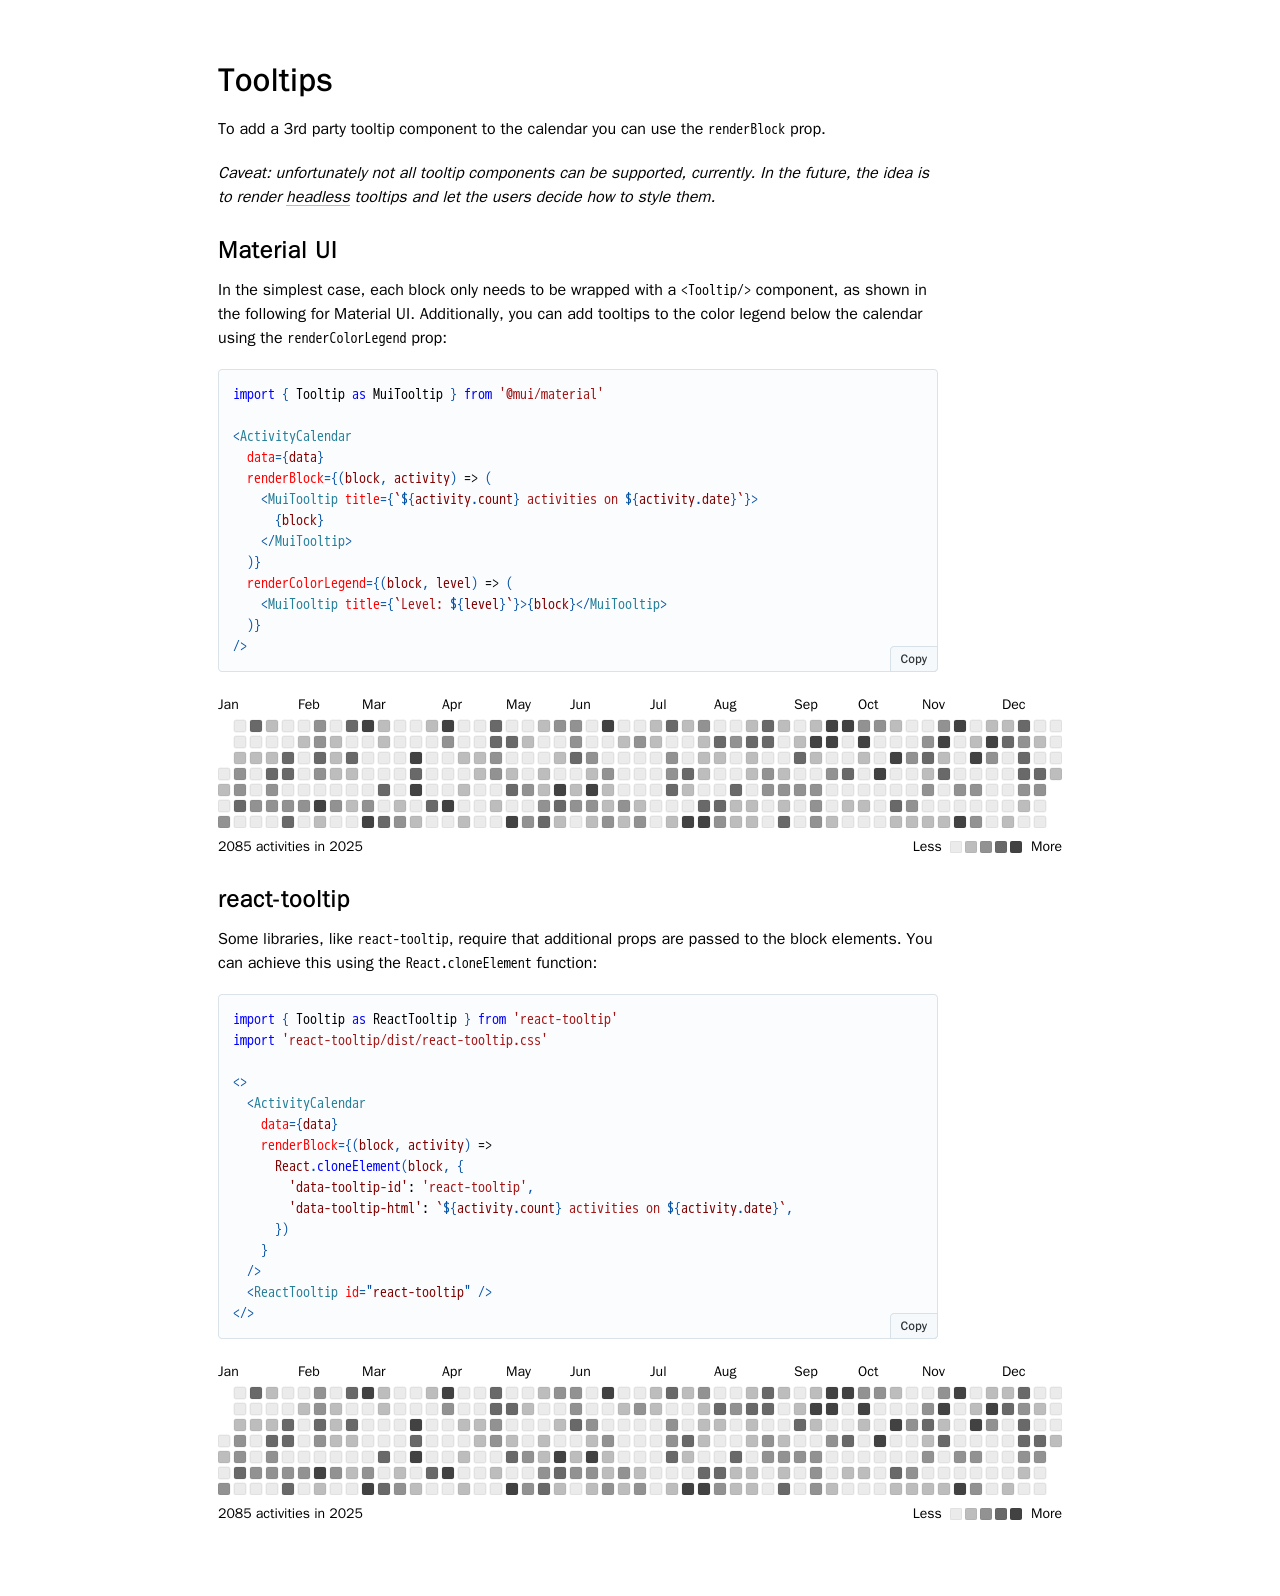 Tooltips
To add a 3rd party tooltip component to the calendar you can use the renderBlock prop.
Caveat: unfortunately not all tooltip components can be supported, currently. In the future, the idea is
to render headless tooltips and let the users decide how to style them.
Material UI
In the simplest case, each block only needs to be wrapped with a <Tooltip/> component, as shown in
the following for Material UI. Additionally, you can add tooltips to the color legend below the calendar
using the renderColorLegend prop:
import { Tooltip as MuiTooltip } from '@mui/material'
<ActivityCalendar
  data={data}
  renderBlock={(block, activity) => (
    <MuiTooltip title={`${activity.count} activities on ${activity.date}`}>
      {block}
    </MuiTooltip>
  )}
  renderColorLegend={(block, level) => (
    <MuiTooltip title={`Level: ${level}`}>{block}</MuiTooltip>
  )}
/>
Copy
Jan Feb Mar Apr May Jun Jul Aug Sep Oct Nov Dec
2085 activities in 2025 Less More
react-tooltip
Some libraries, like react-tooltip, require that additional props are passed to the block elements. You
can achieve this using the React.cloneElement function:
import { Tooltip as ReactTooltip } from 'react-tooltip'
import 'react-tooltip/dist/react-tooltip.css'
<>
  <ActivityCalendar
    data={data}
    renderBlock={(block, activity) =>
      React.cloneElement(block, {
        'data-tooltip-id': 'react-tooltip',
        'data-tooltip-html': `${activity.count} activities on ${activity.date}`,
      })
    }
  />
  <ReactTooltip id="react-tooltip" />
</>
Copy
Jan Feb Mar Apr May Jun Jul Aug Sep Oct Nov Dec
2085 activities in 2025 Less More